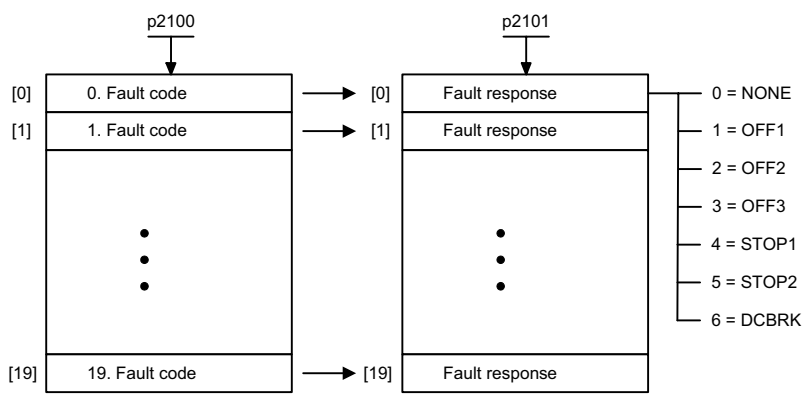 p2100 p2101
[0] 0. Fault code [0] Fault response 0 = NONE
[1] 1. Fault code [1] Fault response 1 = OFF1
2 = OFF2
3 = OFF3
4 = STOP1
5 = STOP2
6 = DCBRK
[19] 19. Fault code [19] Fault response